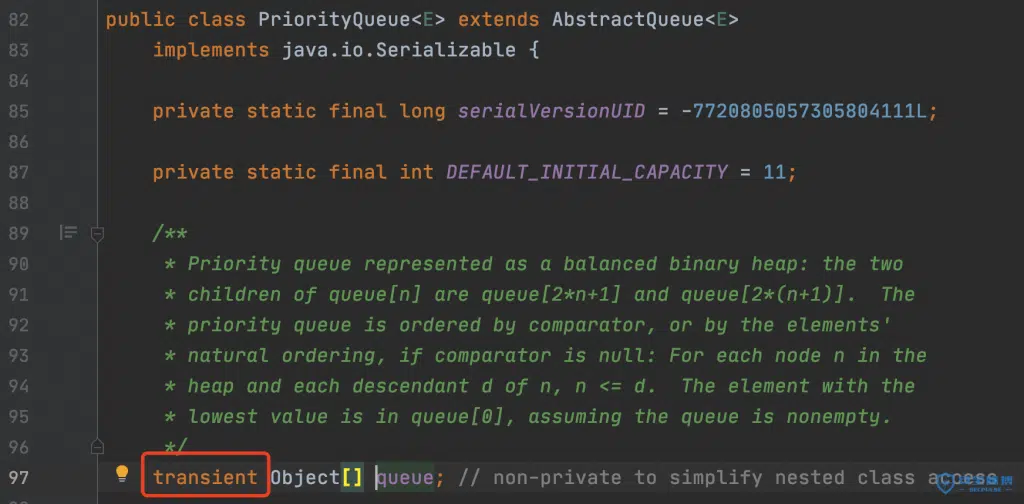 82 public class PriorityQueue<E> extends AbstractQueue<E>
83 implements java.io.Serializable {
84
85 private static final long serialVersionUID = -7720805057305804111L;
86
87 private static final int DEFAULT_INITIAL_CAPACITY = 11;
88
89 /**
90 * Priority queue represented as a balanced binary heap: the two
91 * children of queue[n] are queue[2*n+1] and queue[2*(n+1)].  The
92 * priority queue is ordered by comparator, or by the elements'
93 * natural ordering, if comparator is null: For each node n in the
94 * heap and each descendant d of n, n <= d.  The element with the
95 * lowest value is in queue[0], assuming the queue is nonempty.
96 */
97 transient Object[] queue; // non-private to simplify nested class access